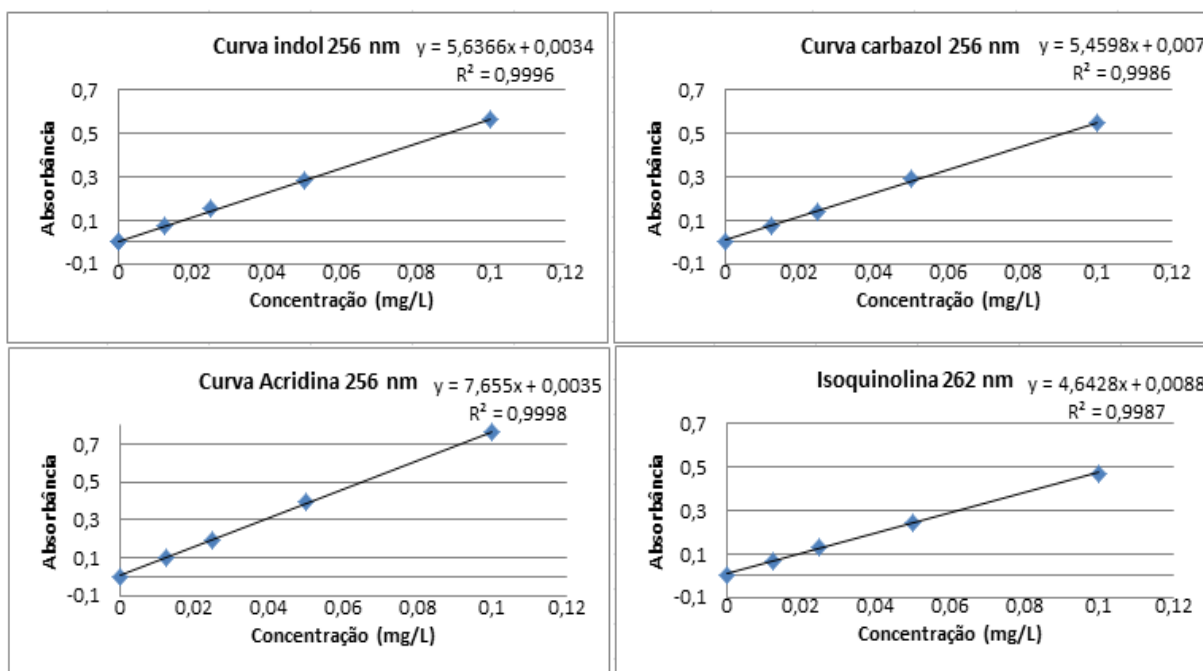 Curva indol 256 nm y = 5,6366x + 0,0034
R² = 0,9996
0,7
0,5
0,3
0,1
-0,1
Absorbância
0 0,02 0,04 0,06 0,08 0,1 0,12
Concentração (mg/L)
Curva carbazol 256 nm y = 5,4598x + 0,007
R² = 0,9986
0,7
0,5
0,3
0,1
-0,1
Absorbância
0 0,02 0,04 0,06 0,08 0,1 0,12
Concentração (mg/L)
Curva Acridina 256 nm y = 7,655x + 0,0035
R² = 0,9998
0,7
0,5
0,3
0,1
-0,1
Absorbância
0 0,02 0,04 0,06 0,08 0,1 0,12
Concentração (mg/L)
Isoquinolina 262 nm y = 4,6428x + 0,0088
R² = 0,9987
0,7
0,5
0,3
0,1
-0,1
Absorbância
0 0,02 0,04 0,06 0,08 0,1 0,12
Concentração (mg/L)